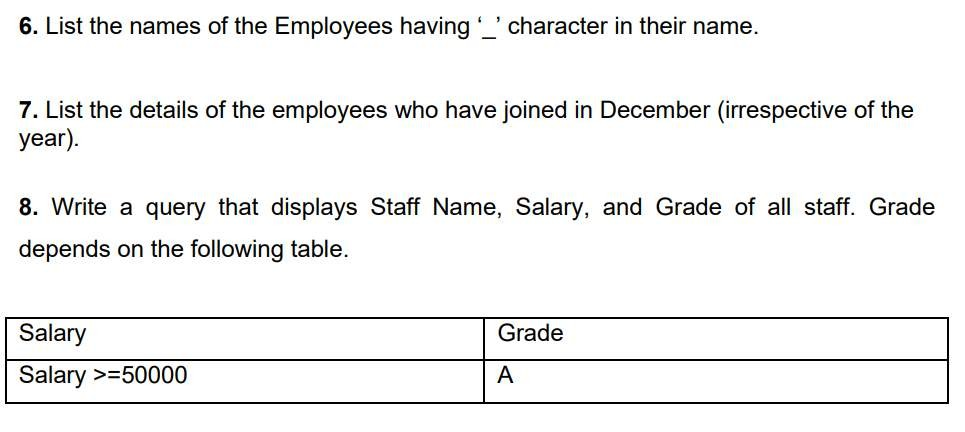 6. List the names of the Employees having ‘_’ character in their name.
7. List the details of the employees who have joined in December (irrespective of the
year).
8. Write a query that displays Staff Name, Salary, and Grade of all staff. Grade
depends on the following table.
Salary Grade
Salary >=50000 A